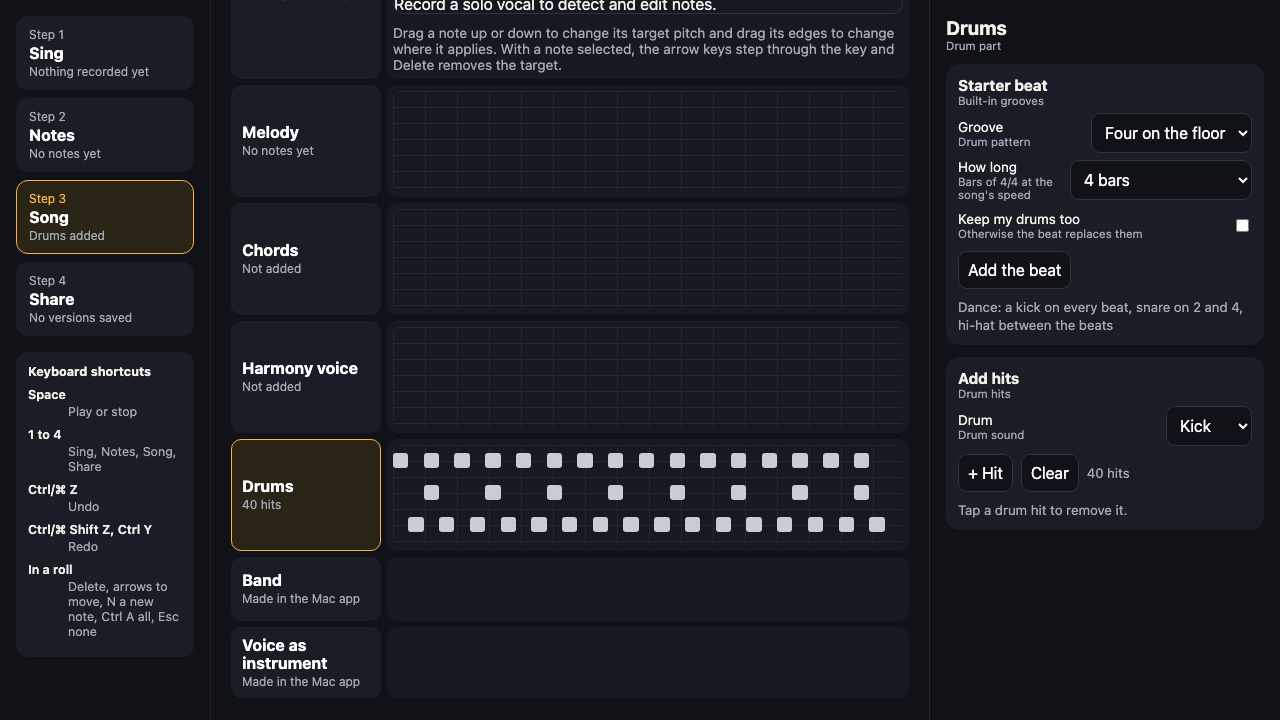 Step 1
Sing
Nothing recorded yet
Step 2
Notes
No notes yet
Step 3
Song
Drums added
Step 4
Share
No versions saved
Keyboard shortcuts
Space
Play or stop
1 to 4
Sing, Notes, Song,
Share
Ctrl/⌘ Z
Undo
Ctrl/⌘ Shift Z, Ctrl Y
Redo
In a roll
Delete, arrows to
move, N a new
note, Ctrl A all, Esc
none
Record a solo vocal to detect and edit notes.
Drag a note up or down to change its target pitch and drag its edges to change
where it applies. With a note selected, the arrow keys step through the key and
Delete removes the target.
Melody
No notes yet
Chords
Not added
Harmony voice
Not added
Drums
40 hits
Band
Made in the Mac app
Voice as
instrument
Made in the Mac app
Drums
Drum part
Starter beat
Built-in grooves
Groove
Drum pattern
Four on the floor
How long
Bars of 4/4 at the
song's speed
4 bars
Keep my drums too
Otherwise the beat replaces them
Add the beat
Dance: a kick on every beat, snare on 2 and 4,
hi-hat between the beats
Add hits
Drum hits
Drum
Drum sound
Kick
+ Hit
Clear
40 hits
Tap a drum hit to remove it.